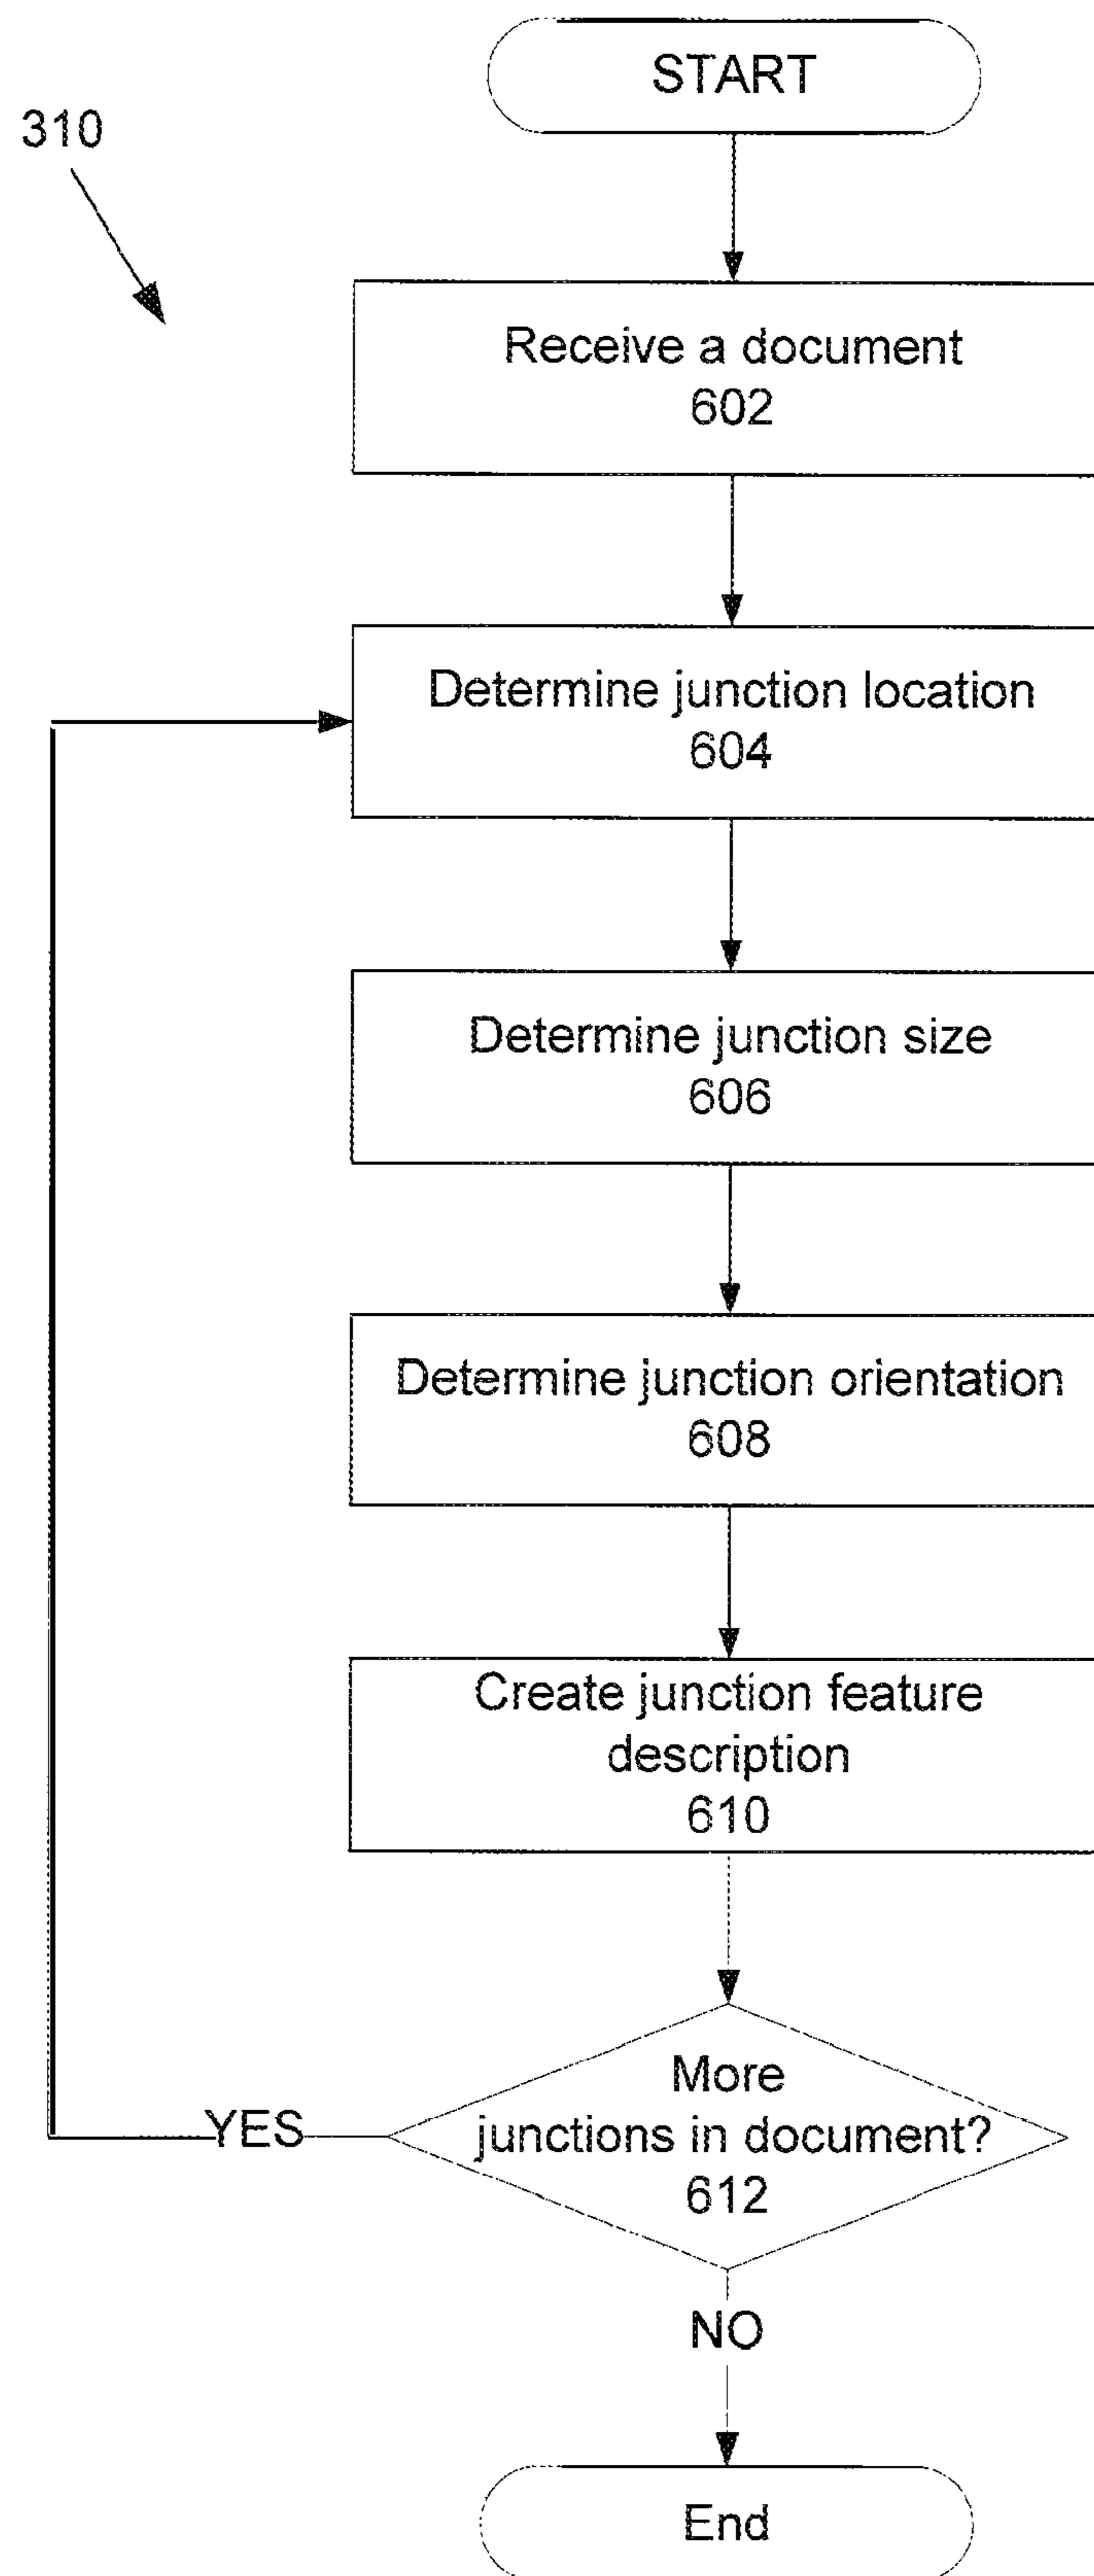 START
310
Receive a document
602
Determine junction location
604
Determine junction size
606
Determine junction orientation
608
Create junction feature
description
610
More
junctions in document?
612
YES
NO
End